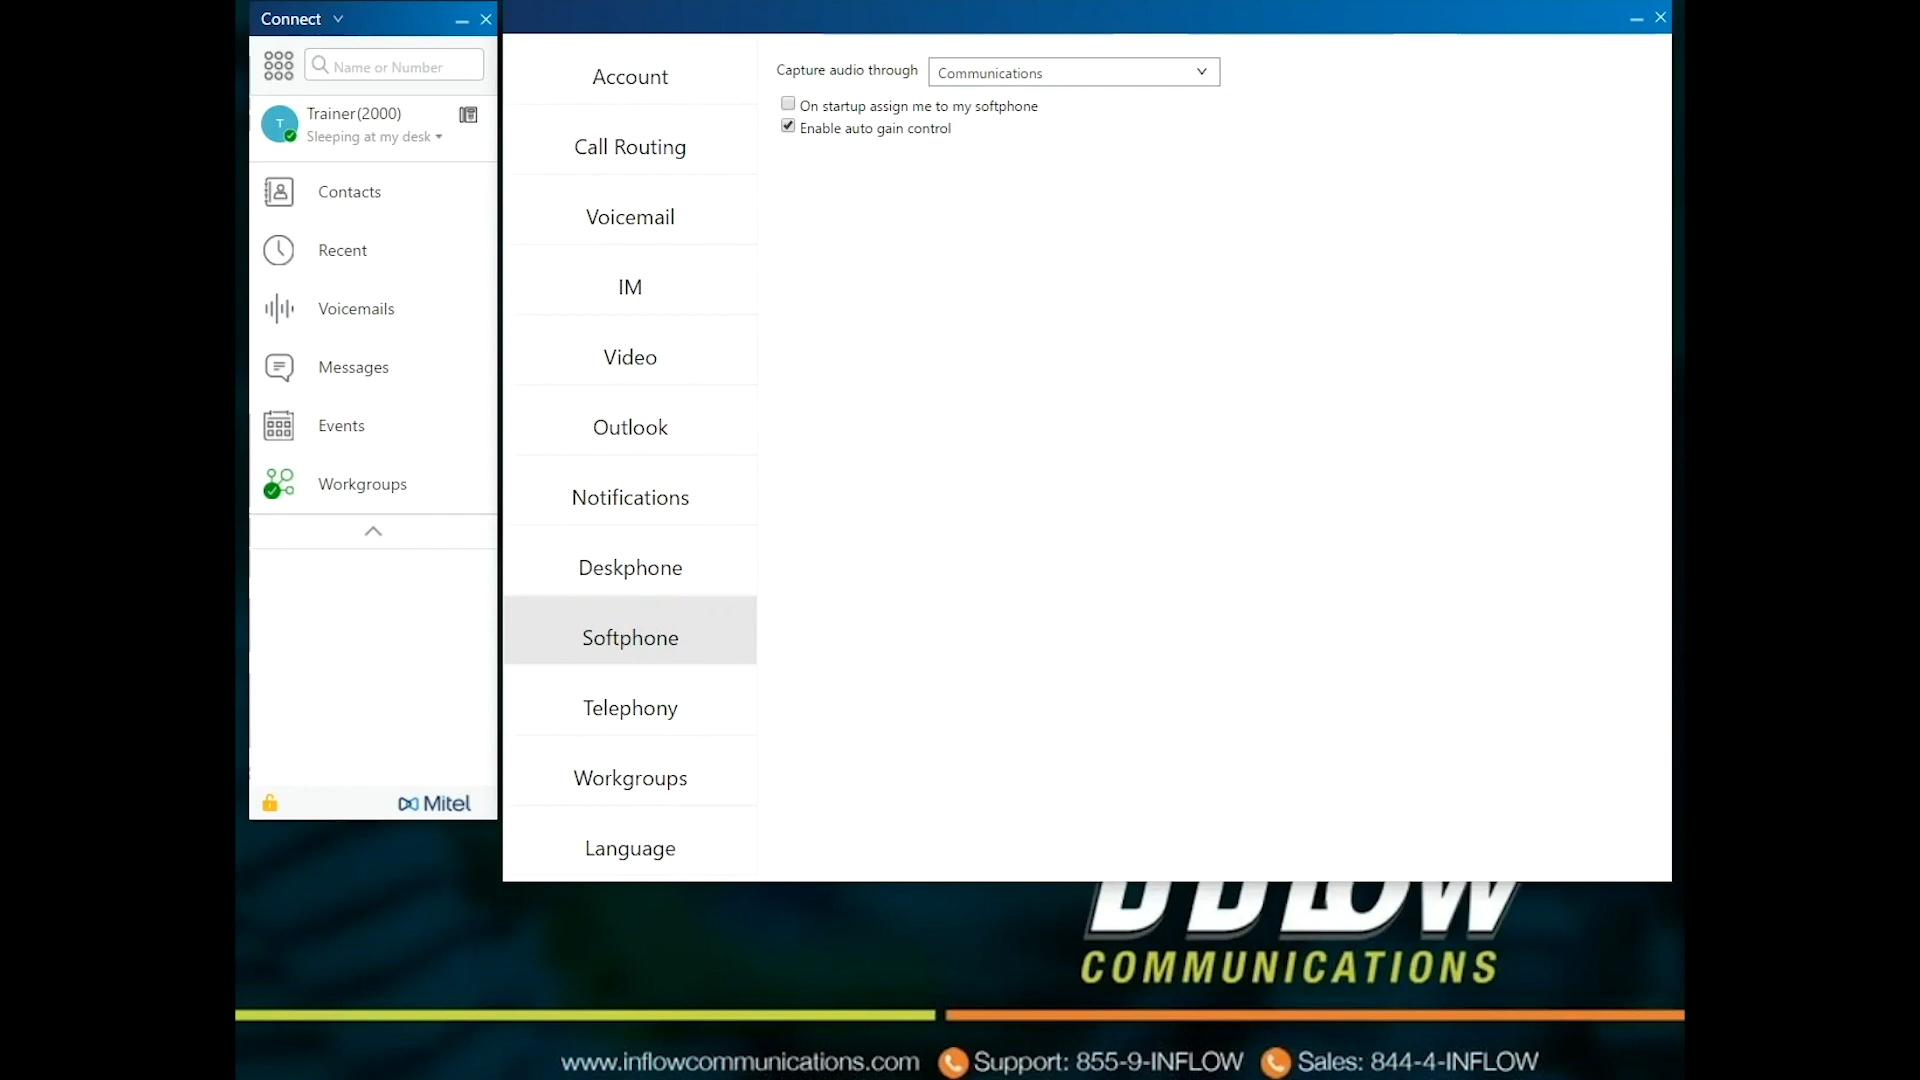 Connect
Name or Number
T
Trainer(2000)
Sleeping at my desk
Contacts
Recent
Voicemails
Messages
Events
Workgroups
Mitel
Account
Call Routing
Voicemail
IM
Video
Outlook
Notifications
Deskphone
Softphone
Telephony
Workgroups
Language
Capture audio through
Communications
On startup assign me to my softphone
Enable auto gain control
COMMUNICATIONS
www.inflowcommunications.com Support: 855-9-INFLOW Sales: 844-4-INFLOW